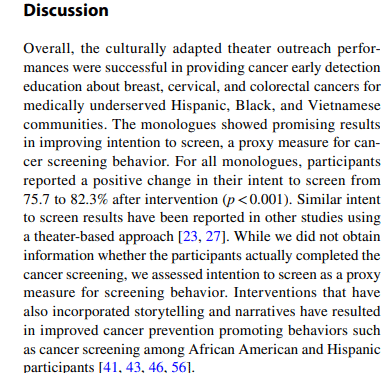 Discussion
Overall, the culturally adapted theater outreach perfor-
mances were successful in providing cancer early detection
education about breast, cervical, and colorectal cancers for
medically underserved Hispanic, Black, and Vietnamese
communities. The monologues showed promising results
in improving intention to screen, a proxy measure for can-
cer screening behavior. For all monologues, participants
reported a positive change in their intent to screen from
75.7 to 82.3% after intervention (p < 0.001). Similar intent
to screen results have been reported in other studies using
a theater-based approach [23, 27]. While we did not obtain
information whether the participants actually completed the
cancer screening, we assessed intention to screen as a proxy
measure for screening behavior. Interventions that have
also incorporated storytelling and narratives have resulted
in improved cancer prevention promoting behaviors such
as cancer screening among African American and Hispanic
participants [41, 43, 46, 56].